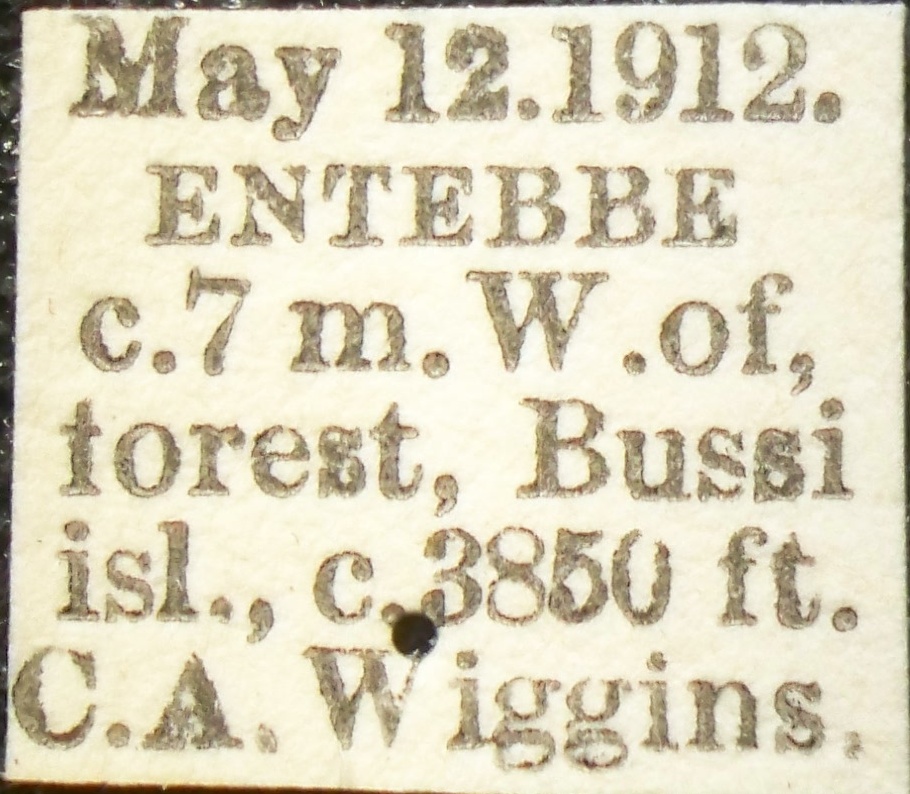 May 12.1912.
ENTEBBE
c.7 m. W.of,
forest, Bussi
isl., c.3850 ft.
C.A. Wiggins.